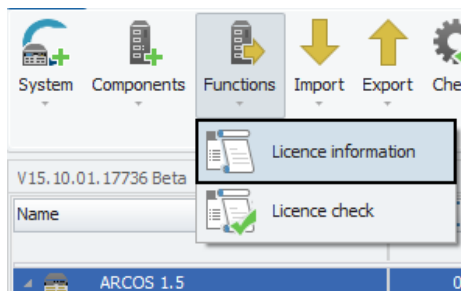 System Components Functions Import Export Che
Licence information
V15.10.01.17736 Beta
Name
Licence check
ARCOS 1.5 0